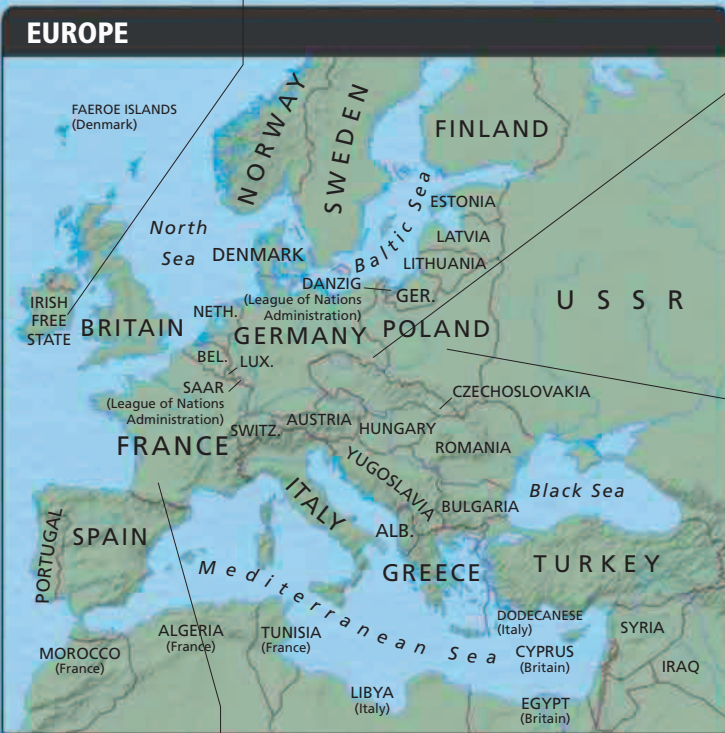 EUROPE
FAEROE ISLANDS
(Denmark)
NORWAY
SWEDEN
FINLAND
North
Sea
Baltic Sea
ESTONIA
LATVIA
LITHUANIA
DENMARK
DANZIG
(League of Nations
Administration)
GER.
USSR
IRISH
FREE
STATE
BRITAIN
NETH.
GERMANY
POLAND
BEL.
LUX.
SAAR
(League of Nations
Administration)
CZECHOSLOVAKIA
FRANCE
SWITZ.
AUSTRIA
HUNGARY
ROMANIA
YUGOSLAVIA
ITALY
BULGARIA
Black Sea
PORTUGAL
SPAIN
ALB.
GREECE
TURKEY
Mediterranean Sea
DODECANESE
(Italy)
CYPRUS
(Britain)
SYRIA
IRAQ
MOROCCO
(France)
ALGERIA
(France)
TUNISIA
(France)
LIBYA
(Italy)
EGYPT
(Britain)